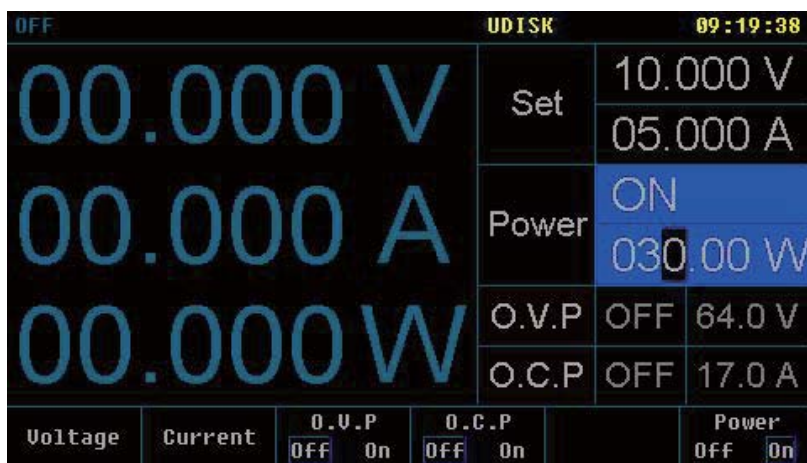 OFF UDISK 09:19:38
00.000 V
00.000 A
00.000 W
Set
10.000 V
05.000 A
Power
ON
030.00 W
O.V.P OFF 64.0 V
O.C.P OFF 17.0 A
Voltage
Current
O.V.P
Off On
O.C.P
Off On
Power
Off On